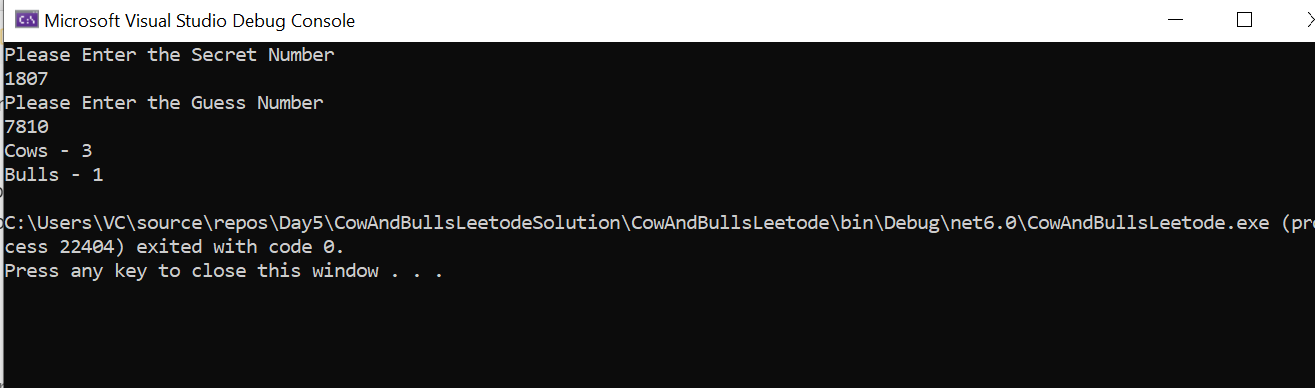 Microsoft Visual Studio Debug Console
Please Enter the Secret Number
1807
Please Enter the Guess Number
7810
Cows - 3
Bulls - 1
C:\Users\VC\source\repos\Day5\CowAndBullsLeetodeSolution\CowAndBullsLeetode\bin\Debug\net6.0\CowAndBullsLeetode.exe (pro
cess 22404) exited with code 0.
Press any key to close this window . . .